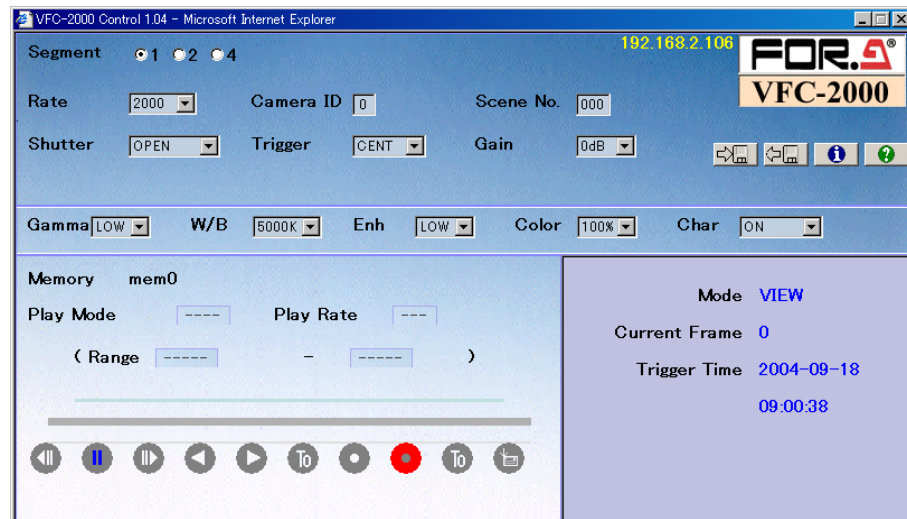 VFC-2000 Control 1.04 - Microsoft Internet Explorer
Segment 1 2 4
192.168.2.106
FOR.A®
VFC-2000
Rate 2000 Camera ID 0 Scene No. 000
Shutter OPEN Trigger CENT Gain 0dB
Gamma LOW W/B 5000K Enh LOW Color 100% Char ON
Memory mem0
Play Mode ---- Play Rate ---
( Range ----- - ----- )
To To
Mode VIEW
Current Frame 0
Trigger Time 2004-09-18
09:00:38